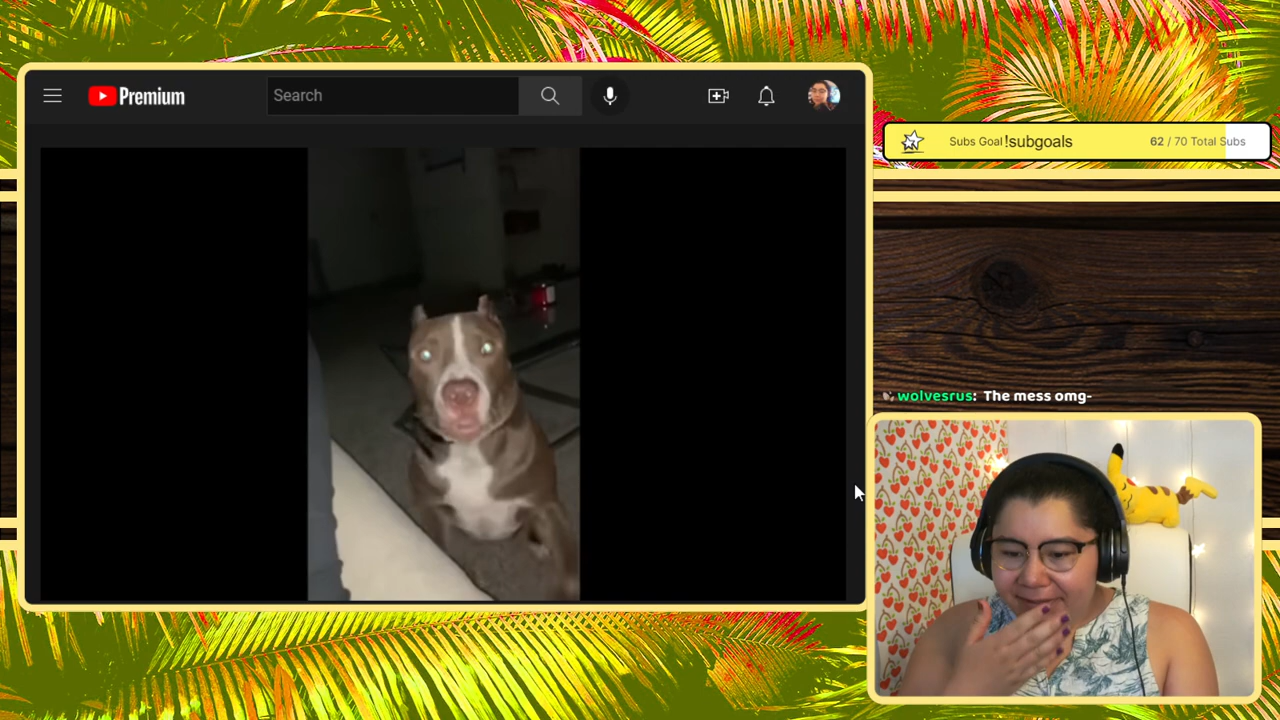 Premium
Search
Subs Goal !subgoals 62 / 70 Total Subs
wolvesrus: The mess omg-